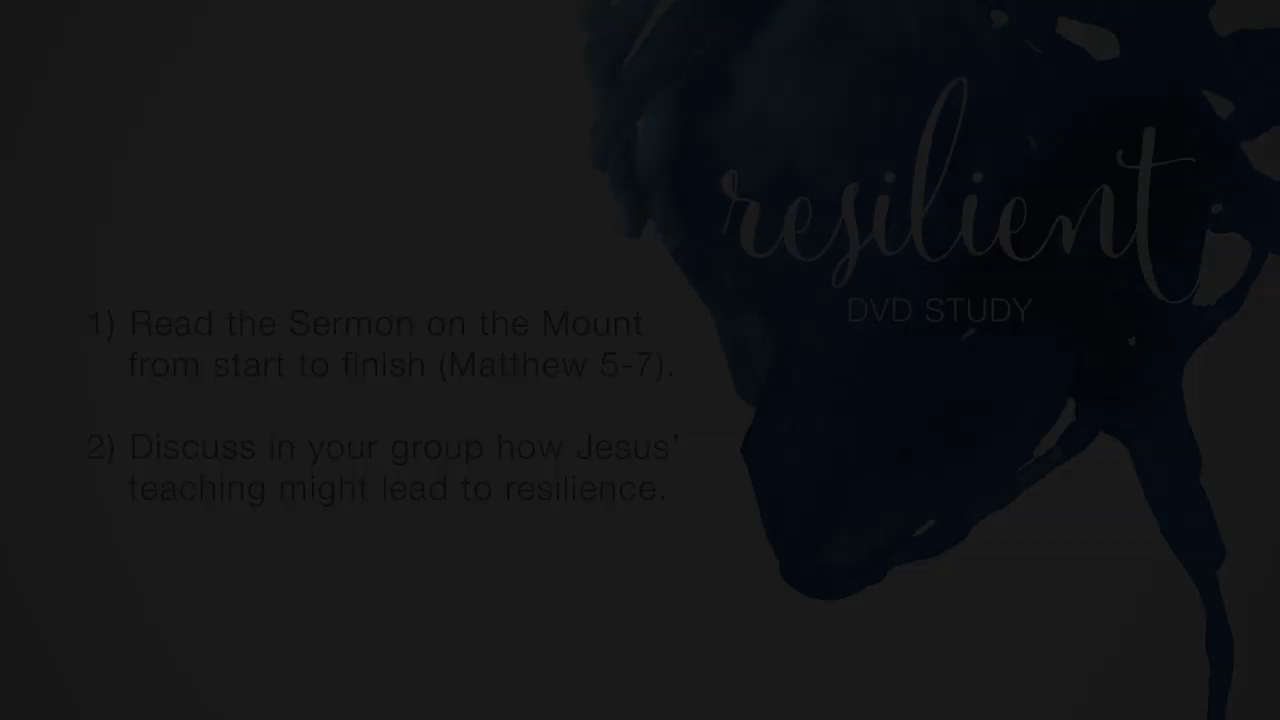 resilient
DVD STUDY
1) Read the Sermon on the Mount
from start to finish (Matthew 5-7).
2) Discuss in your group how Jesus’
teaching might lead to resilience.